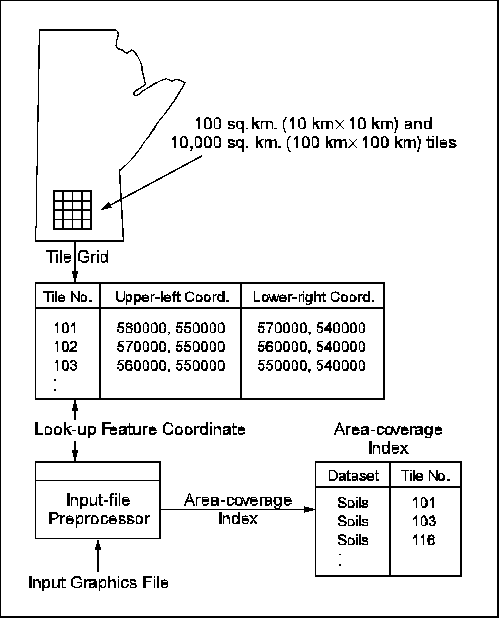 100 sq. km. (10 km× 10 km) and
10,000 sq. km. (100 km× 100 km) tiles
Tile Grid
Tile No. Upper-left Coord. Lower-right Coord.
101 580000, 550000 570000, 540000
102 570000, 550000 560000, 540000
103 560000, 550000 550000, 540000
:
Look-up Feature Coordinate
Area-coverage
Index
Dataset Tile No.
Input-file
Preprocessor
Area-coverage
Index
Soils 101
Soils 103
Soils 116
:
Input Graphics File